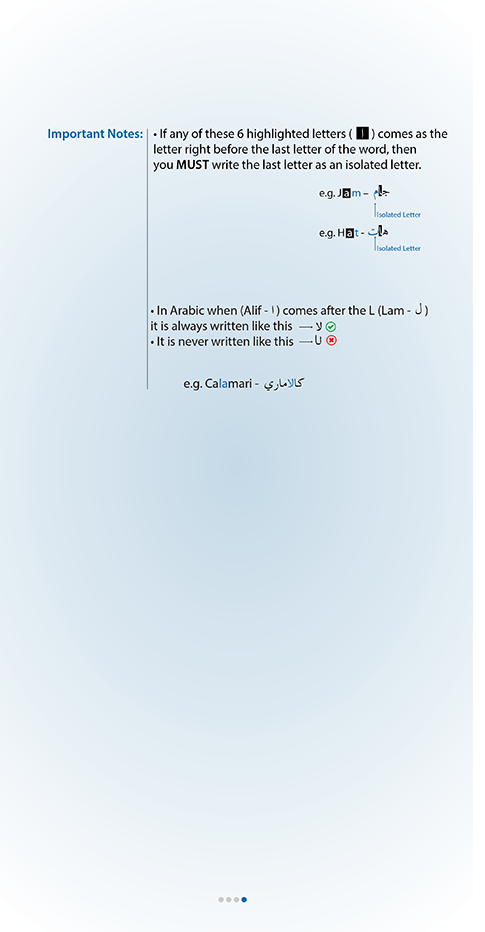 Important Notes:
• If any of these 6 highlighted letters ( ا ) comes as the
letter right before the last letter of the word, then
you MUST write the last letter as an isolated letter.
e.g. Jam – جام
Isolated Letter
e.g. Hat - هات
Isolated Letter
• In Arabic when (Alif - ا) comes after the L (Lam - ل)
it is always written like this — لا
• It is never written like this — لـا
e.g. Calamari - كالاماري